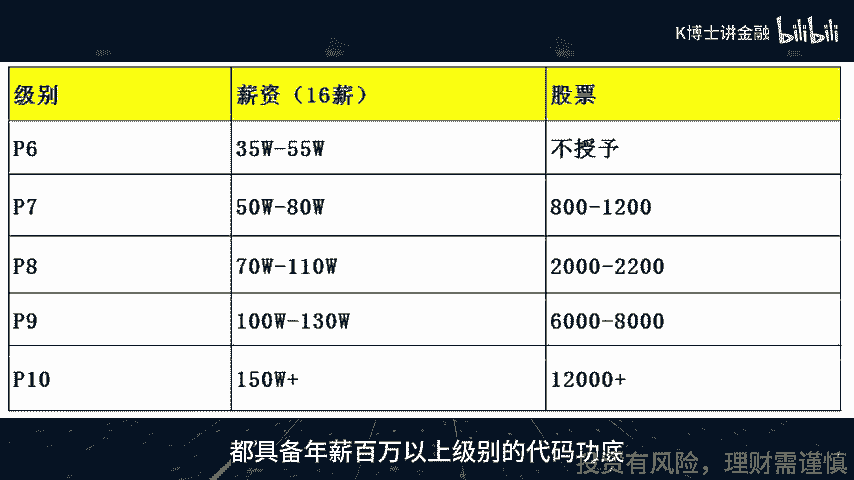 K博士讲金融 bilibili
级别 薪资（16薪） 股票
P6 35W-55W 不授予
P7 50W-80W 800-1200
P8 70W-110W 2000-2200
P9 100W-130W 6000-8000
P10 150W+ 12000+
都具备年薪百万以上级别的代码功底
投资有风险，理财需谨慎